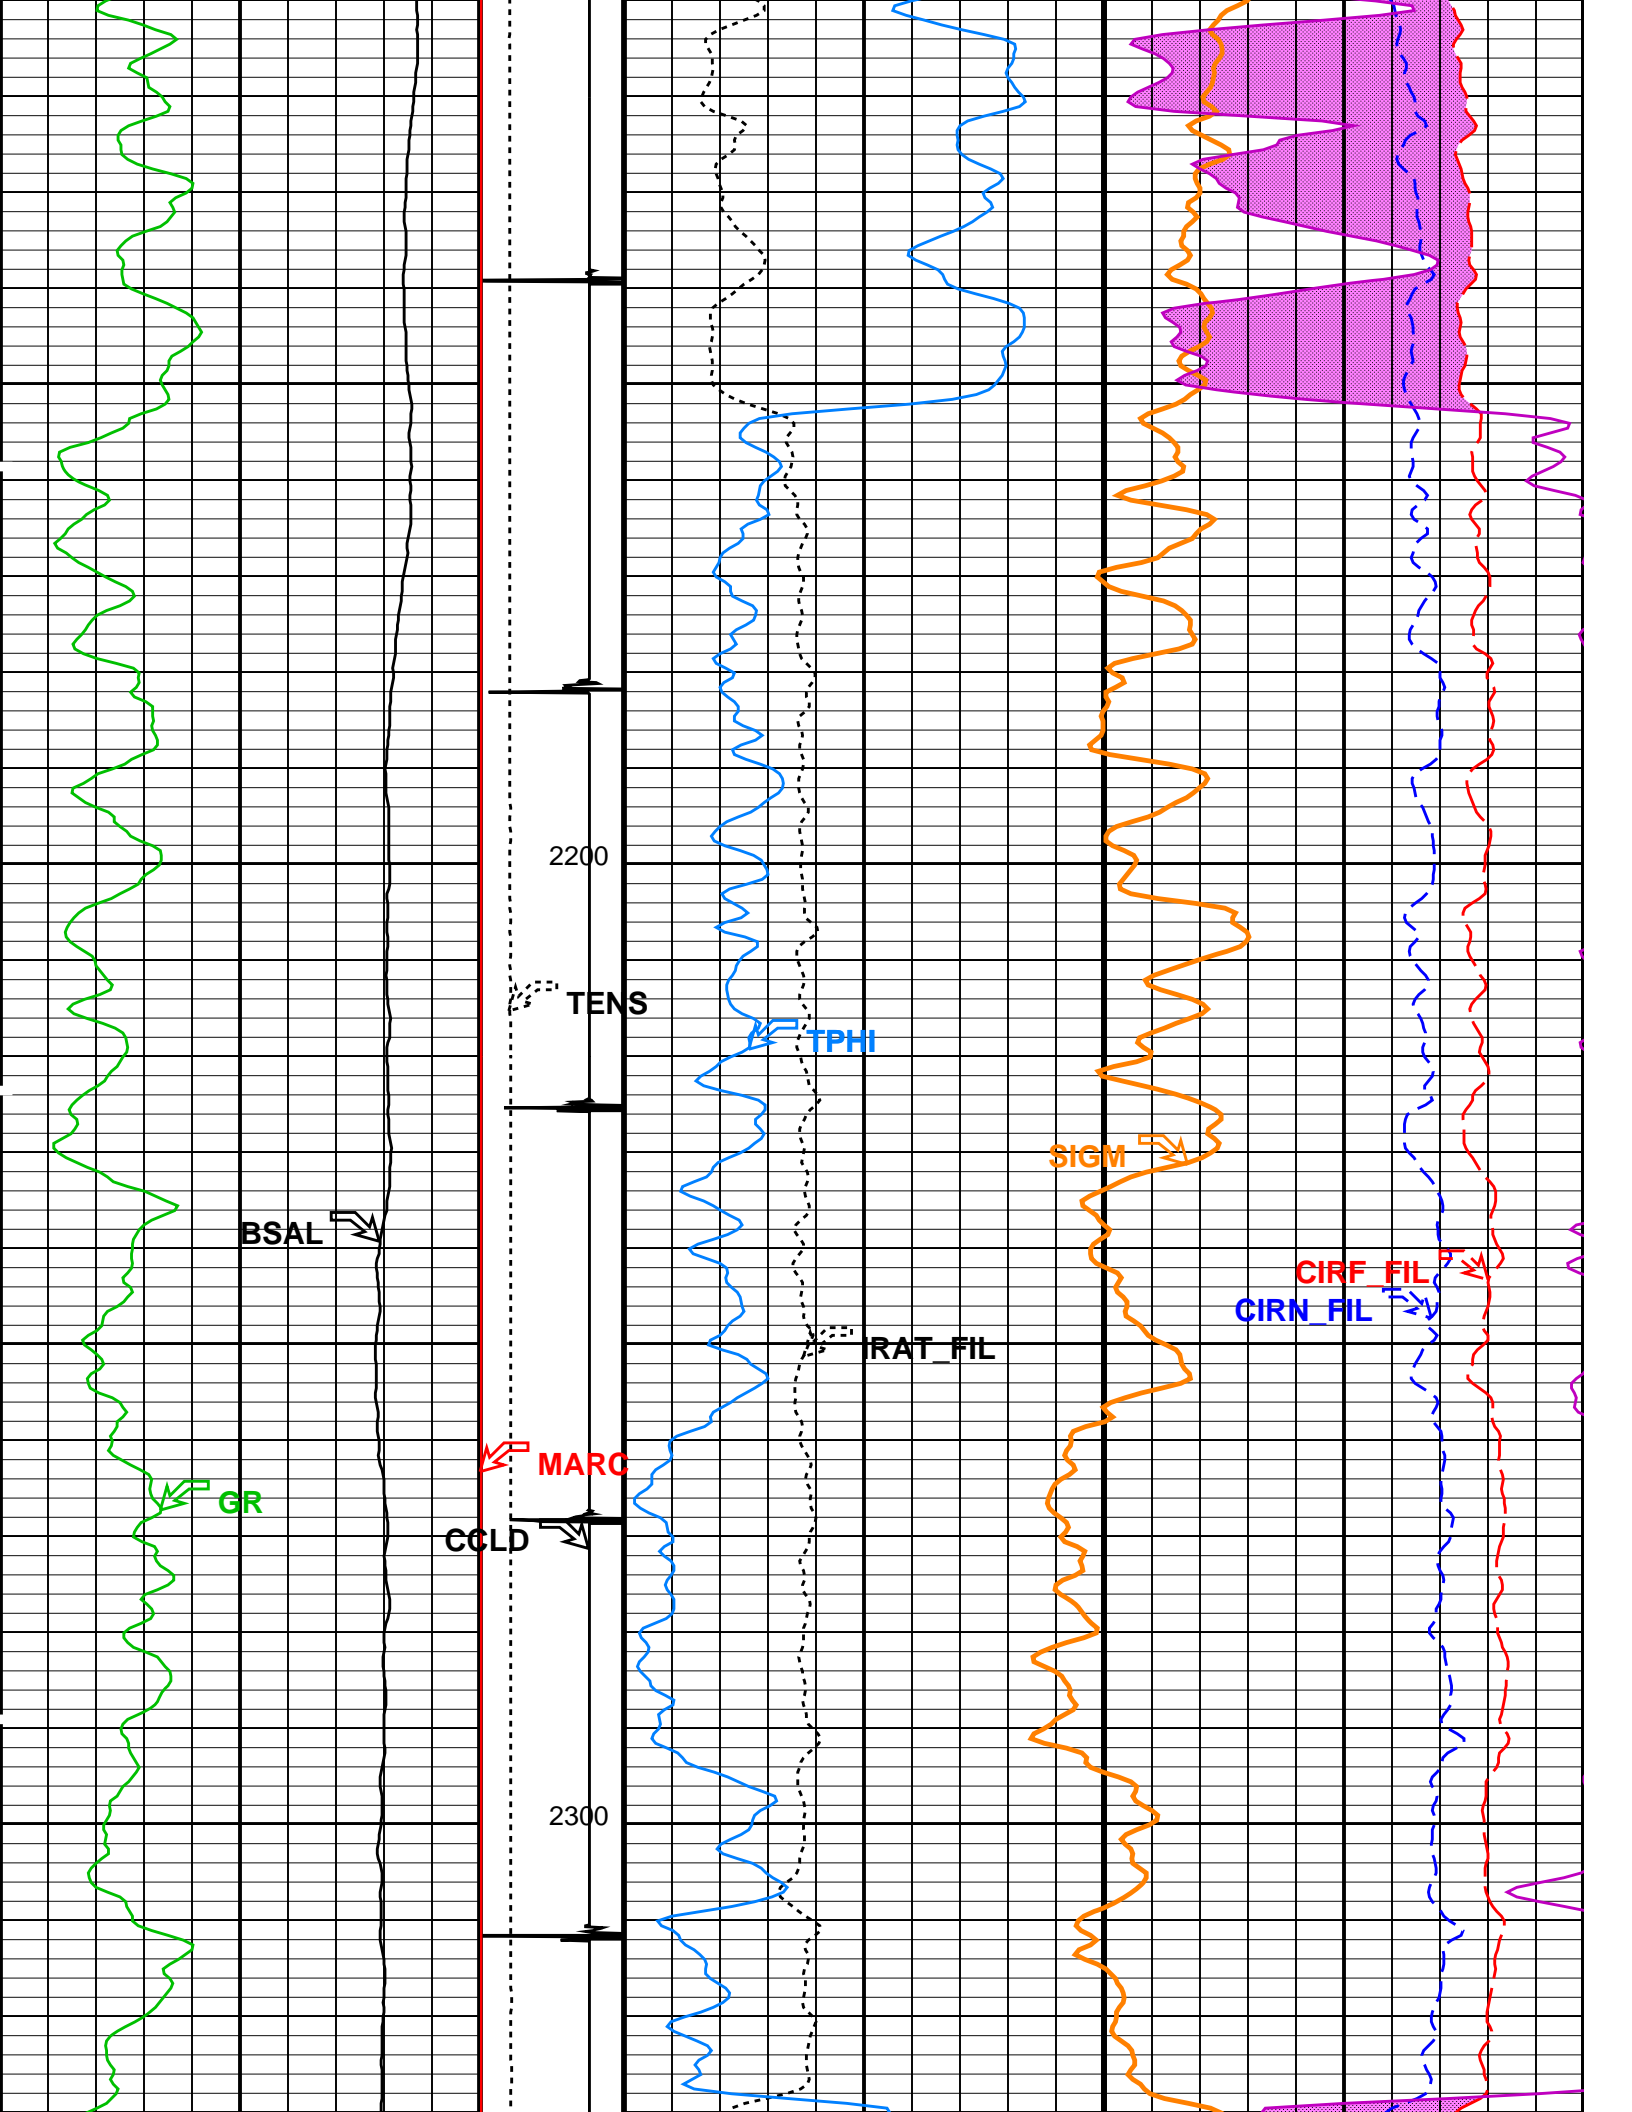 2200
TENS
TPHI
SIGM
BSAL
CIRF_FIL
CIRN_FIL
IRAT_FIL
MARC
GR
CCLD
2300